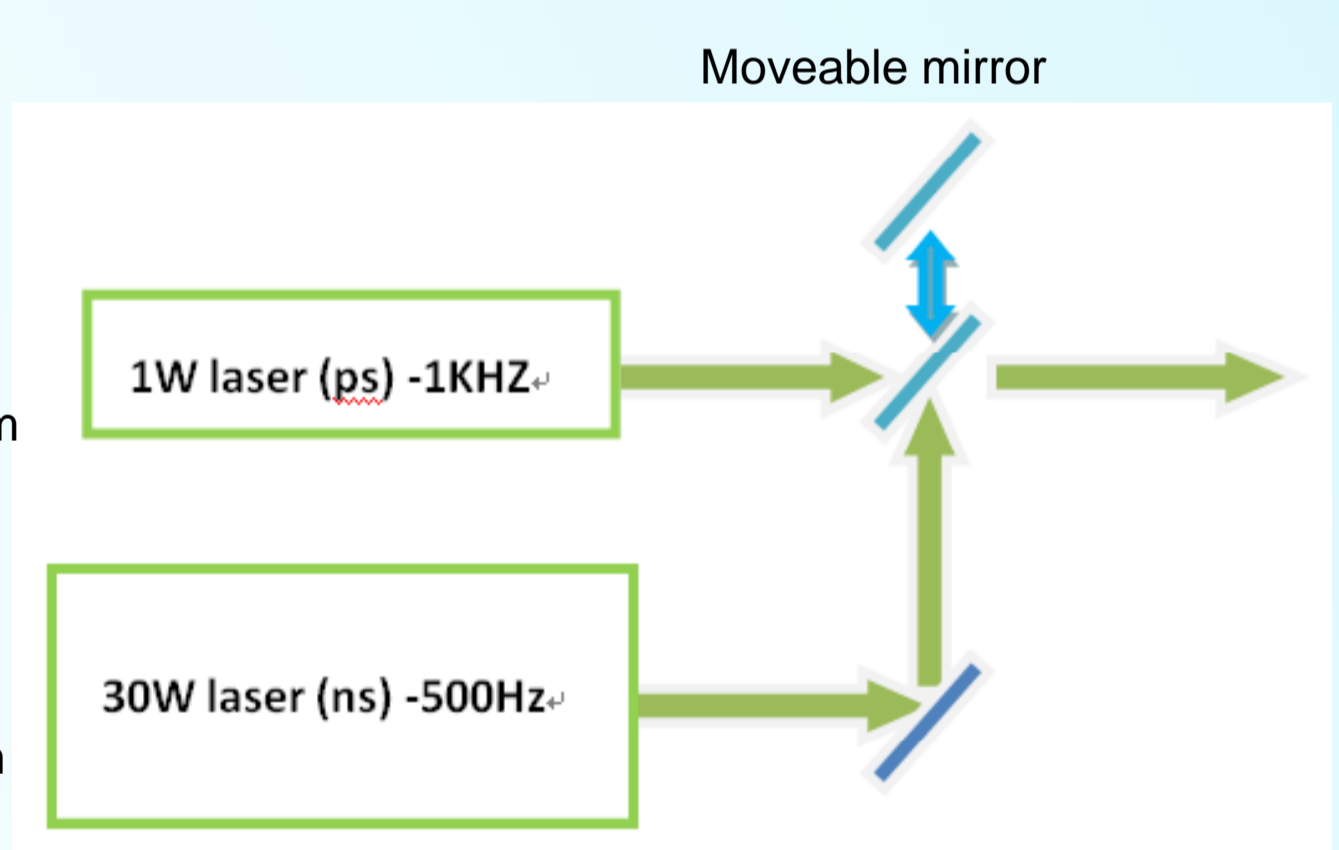 Moveable mirror
1W laser (ps) -1KHZ↵
m
30W laser (ns) -500Hz↵